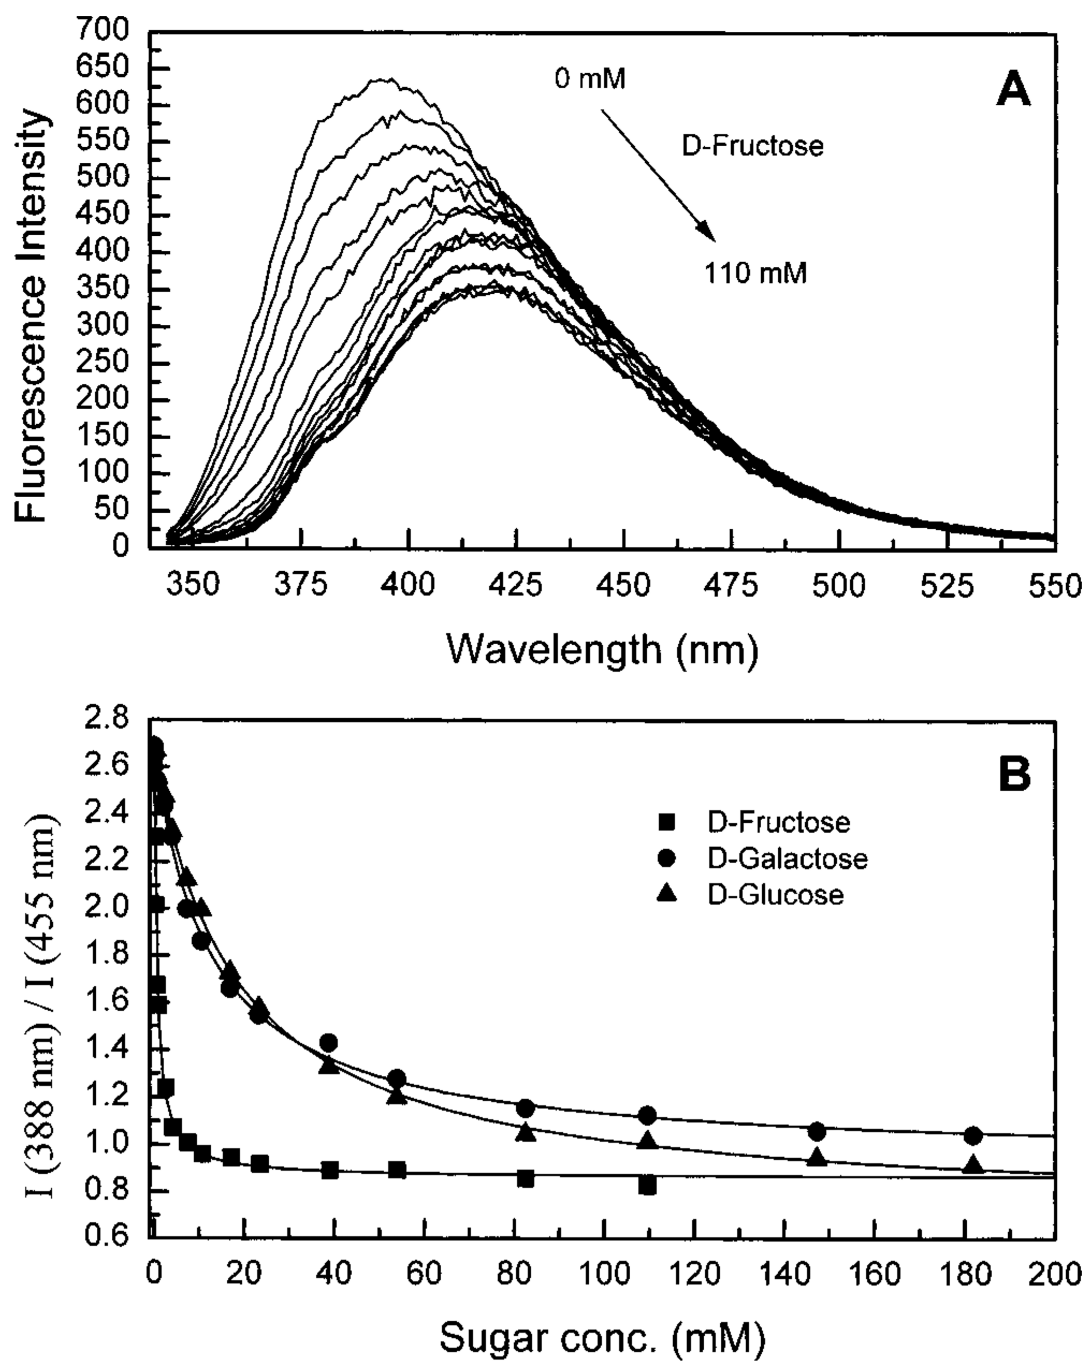 700
650
600
550
500
450
400
350
300
250
200
150
100
50
0
Fluorescence Intensity
A
0 mM
D-Fructose
110 mM
350 375 400 425 450 475 500 525 550
Wavelength (nm)
2.8
2.6
2.4
2.2
2.0
1.8
1.6
1.4
1.2
1.0
0.8
0.6
I (388 nm) / I (455 nm)
B
D-Fructose
D-Galactose
D-Glucose
0 20 40 60 80 100 120 140 160 180 200
Sugar conc. (mM)